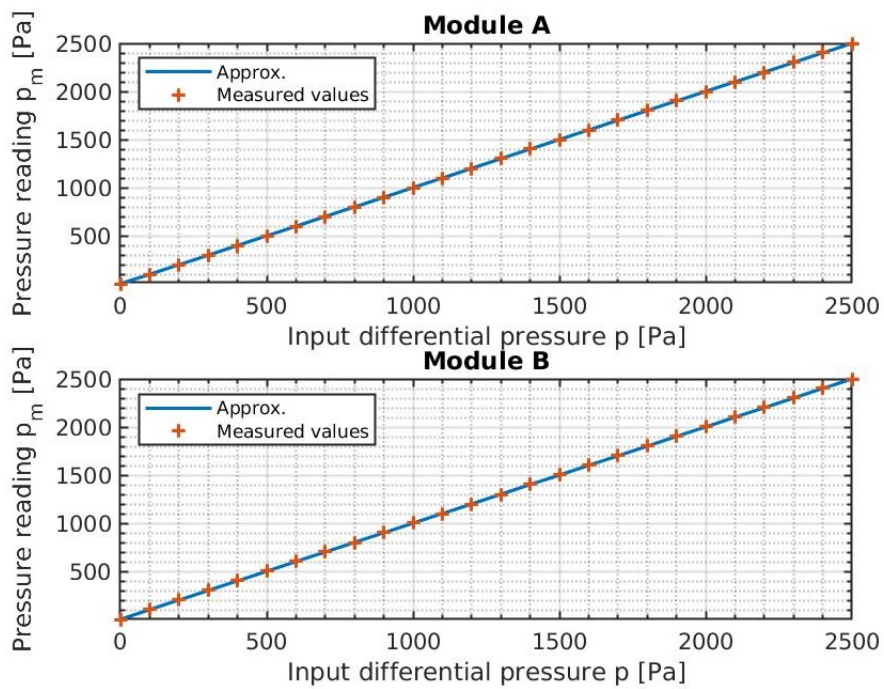 Module A
Pressure reading p_m [Pa]
2500
2000
1500
1000
500
Approx.
Measured values
0 500 1000 1500 2000 2500
Input differential pressure p [Pa]
Module B
Pressure reading p_m [Pa]
2500
2000
1500
1000
500
Approx.
Measured values
0 500 1000 1500 2000 2500
Input differential pressure p [Pa]